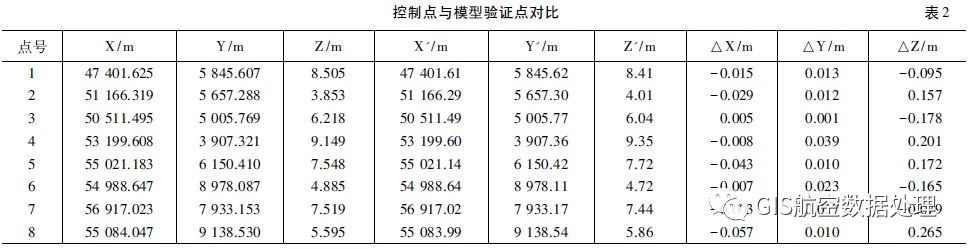 控制点与模型验证点对比 表2
点号 X/m Y/m Z/m X′/m Y′/m Z′/m △X/m △Y/m △Z/m
1 47 401.625 5 845.607 8.505 47 401.61 5 845.62 8.41 -0.015 0.013 -0.095
2 51 166.319 5 657.288 3.853 51 166.29 5 657.30 4.01 -0.029 0.012 0.157
3 50 511.495 5 005.769 6.218 50 511.49 5 005.77 6.04 0.005 0.001 -0.178
4 53 199.608 3 907.321 9.149 53 199.60 3 907.36 9.35 -0.008 0.039 0.201
5 55 021.183 6 150.410 7.548 55 021.14 6 150.42 7.72 -0.043 0.010 0.172
6 54 988.647 8 978.087 4.885 54 988.64 8 978.11 4.72 -0.007 0.023 -0.165
7 56 917.023 7 933.153 7.519 56 917.02 7 933.17 7.44
8 55 084.047 9 138.530 5.595 55 083.99 9 138.54 5.86 -0.057 0.010 0.265
GIS航空数据处理